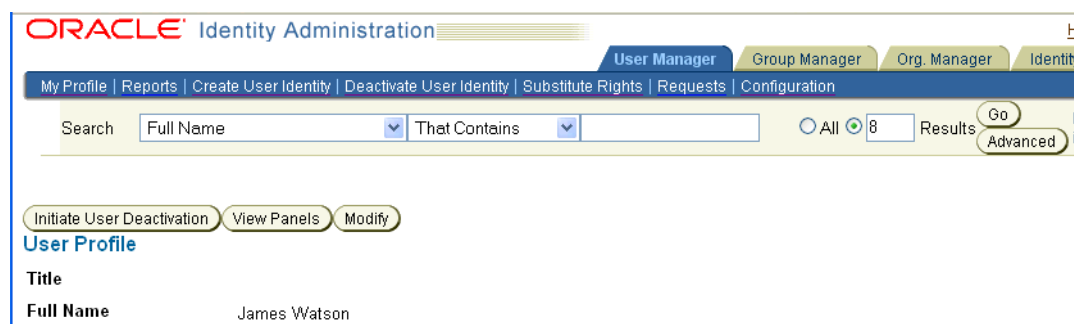 ORACLE Identity Administration
User Manager Group Manager Org. Manager
My Profile | Reports | Create User Identity | Deactivate User Identity | Substitute Rights | Requests | Configuration
Search Full Name That Contains All 8 Results Go
Advanced
Initiate User Deactivation View Panels Modify
User Profile
Title
Full Name James Watson